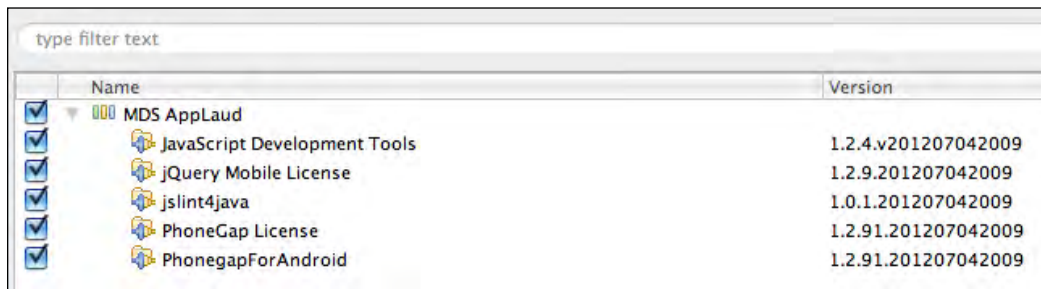 type filter text
Name Version
MDS AppLaud
JavaScript Development Tools 1.2.4.v201207042009
jQuery Mobile License 1.2.9.201207042009
jslint4java 1.0.1.201207042009
PhoneGap License 1.2.91.201207042009
PhonegapForAndroid 1.2.91.201207042009